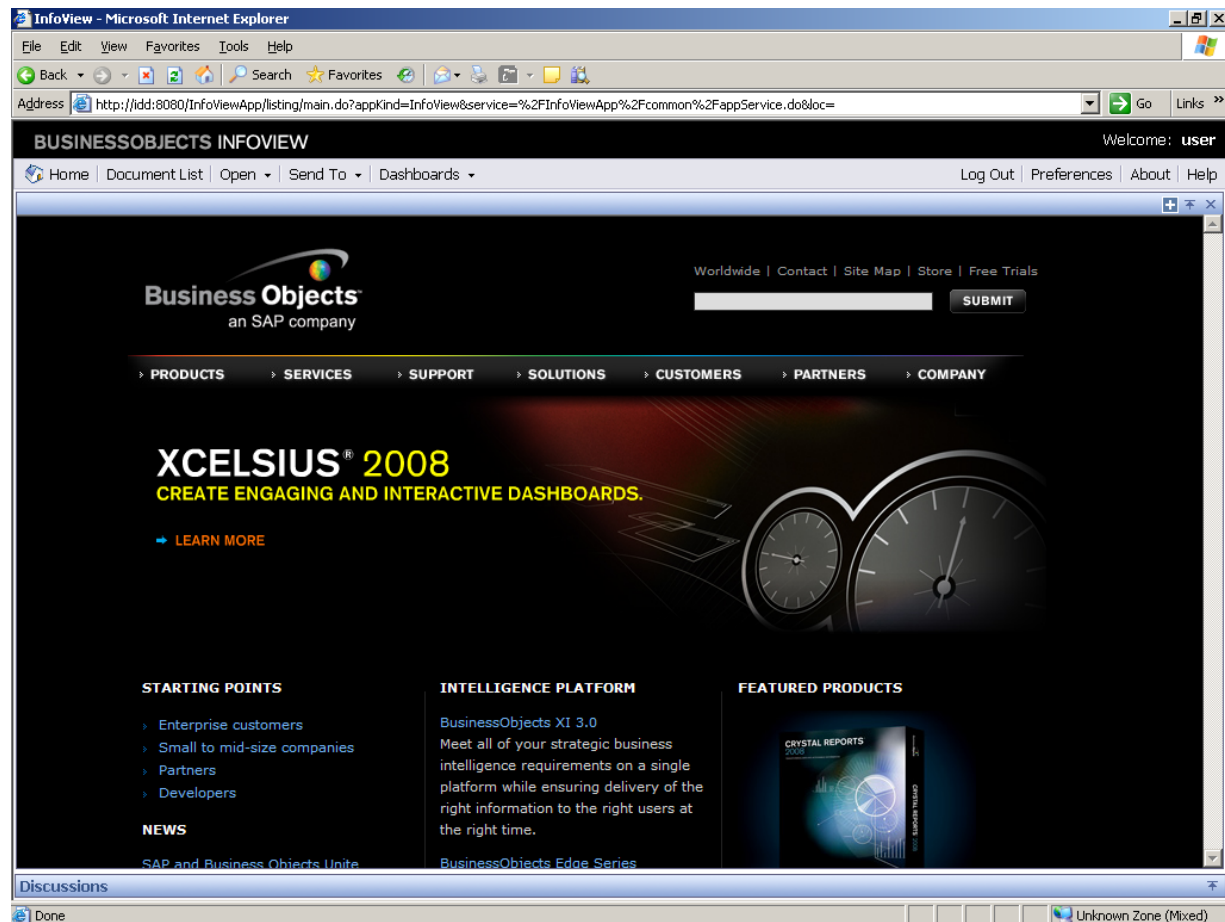 InfoView - Microsoft Internet Explorer
File Edit View Favorites Tools Help
Back Search Favorites
Address http://idd:8080/InfoViewApp/listing/main.do?appKind=InfoView&service=%2FInfoViewApp%2Fcommon%2FappService.do&loc= Go Links »
BUSINESSOBJECTS INFOVIEW Welcome: user
Home Document List Open Send To Dashboards Log Out Preferences About Help
Worldwide | Contact | Site Map | Store | Free Trials
Business Objects
an SAP company
SUBMIT
› PRODUCTS › SERVICES › SUPPORT › SOLUTIONS › CUSTOMERS › PARTNERS › COMPANY
XCELSIUS® 2008
CREATE ENGAGING AND INTERACTIVE DASHBOARDS.
LEARN MORE
STARTING POINTS
Enterprise customers
Small to mid-size companies
Partners
Developers
NEWS
SAP and Business Objects Unite
INTELLIGENCE PLATFORM
BusinessObjects XI 3.0
Meet all of your strategic business
intelligence requirements on a single
platform while ensuring delivery of the
right information to the right users at
the right time.
BusinessObjects Edge Series
FEATURED PRODUCTS
CRYSTAL REPORTS
2008
CRYSTAL REPORTS 2008
Discussions
Done Unknown Zone (Mixed)